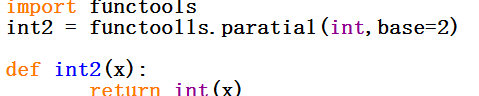 import functools
int2 = functoolls.paratial(int,base=2)
def int2(x):
return int(x)